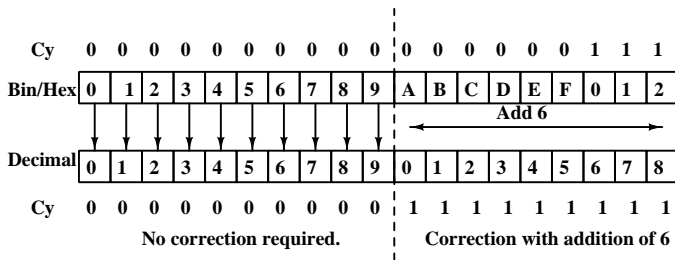 Cy 0 0 0 0 0 0 0 0 0 0 0 0 0 0 0 0 1 1 1
Bin/Hex 0 1 2 3 4 5 6 7 8 9 A B C D E F 0 1 2
Add 6
Decimal 0 1 2 3 4 5 6 7 8 9 0 1 2 3 4 5 6 7 8
Cy 0 0 0 0 0 0 0 0 0 0 1 1 1 1 1 1 1 1 1
No correction required. Correction with addition of 6